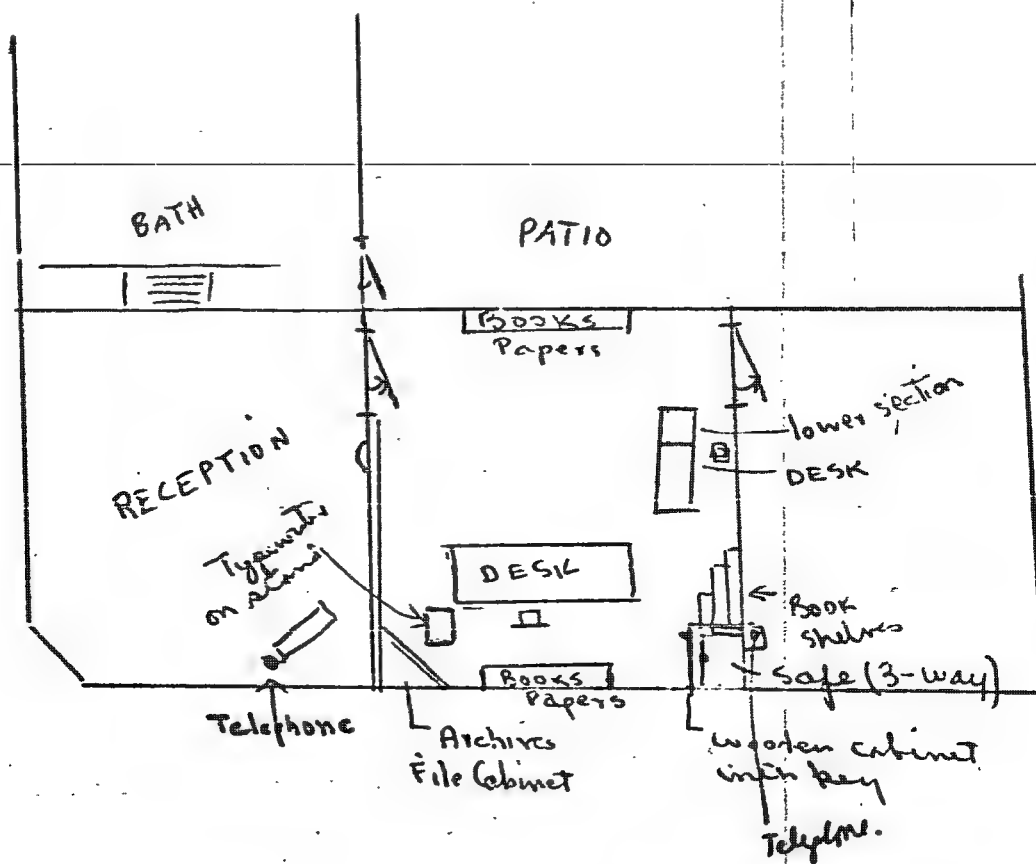 BATH
PATIO
BOOKS
Papers
lower section
DESK
RECEPTION
on stand
DESK
Book
shelves
Safe (3-way)
Books
Papers
Telephone
Archives
File Cabinet
wooden cabinet
with key
Telephone.